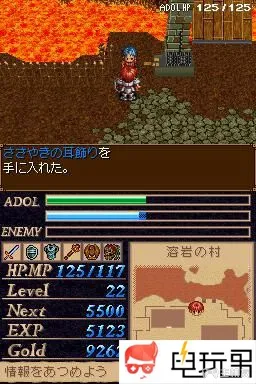 ADOL HP 125/125
ささやきの耳飾りを
手に入れた。
ADOL
ENEMY
HP.MP 125/117
Level 22
Next 5500
EXP 5123
Gold 9262
溶岩の村
情報をあつめよう
电玩男